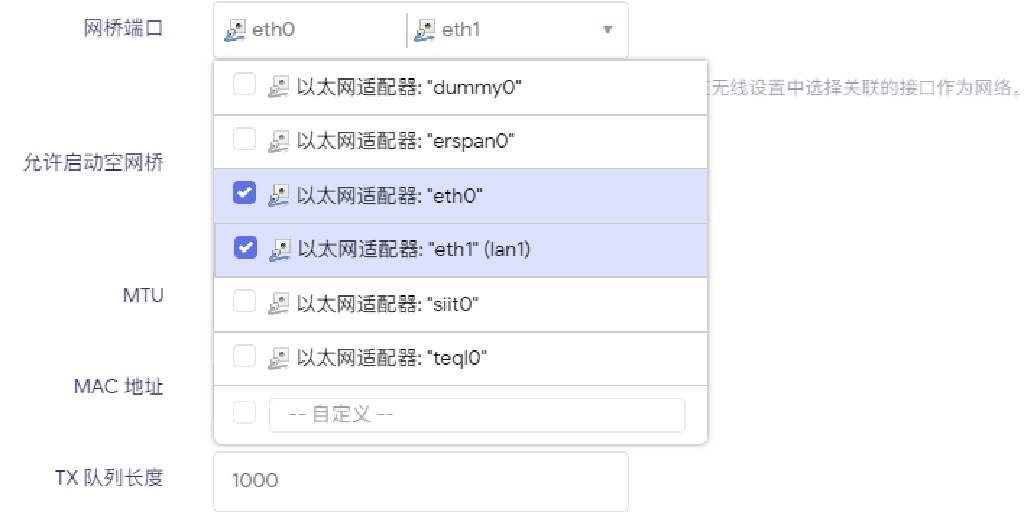 网桥端口
eth0
eth1
以太网适配器: "dummy0"
无线设置中选择关联的接口作为网络。
以太网适配器: "erspan0"
允许启动空网桥
以太网适配器: "eth0"
以太网适配器: "eth1" (lan1)
MTU
以太网适配器: "siit0"
以太网适配器: "teql0"
MAC 地址
-- 自定义 --
TX 队列长度
1000